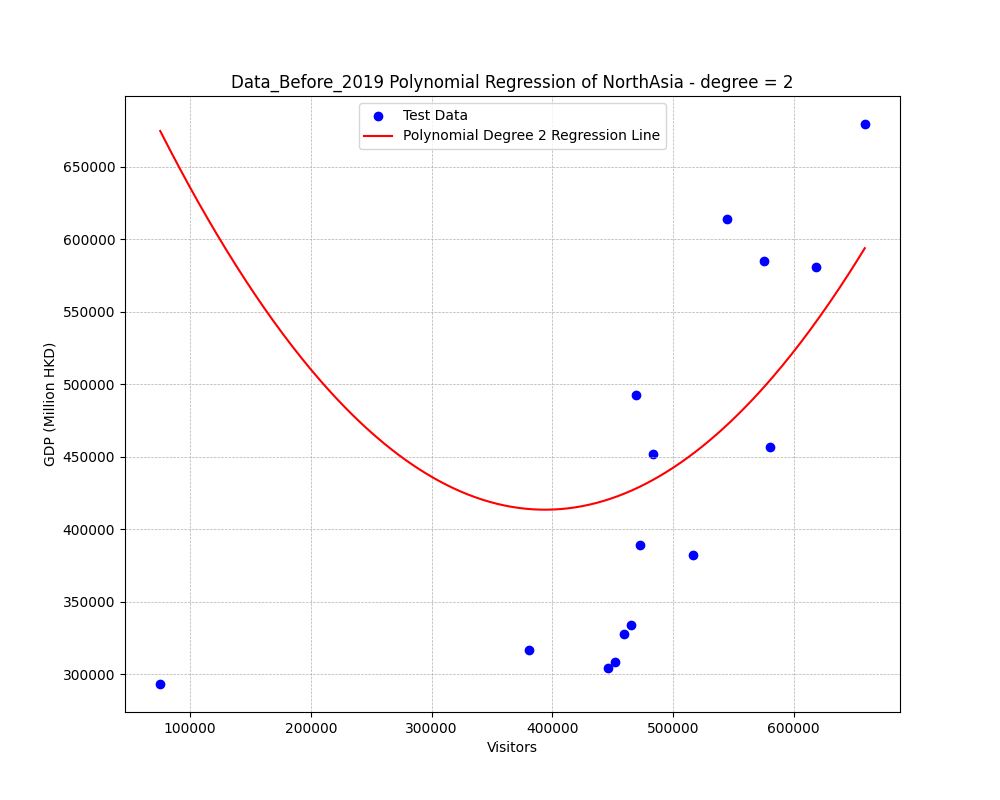 Data_Before_2019 Polynomial Regression of NorthAsia - degree = 2
Test Data
Polynomial Degree 2 Regression Line
GDP (Million HKD)
650000
600000
550000
500000
450000
400000
350000
300000
100000 200000 300000 400000 500000 600000
Visitors